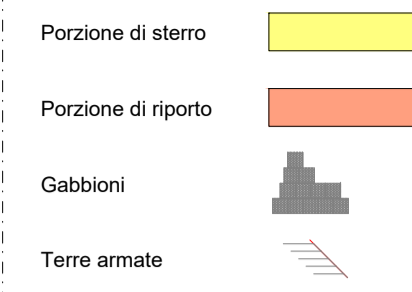 Porzione di sterro
Porzione di riporto
Gabbioni
Terre armate